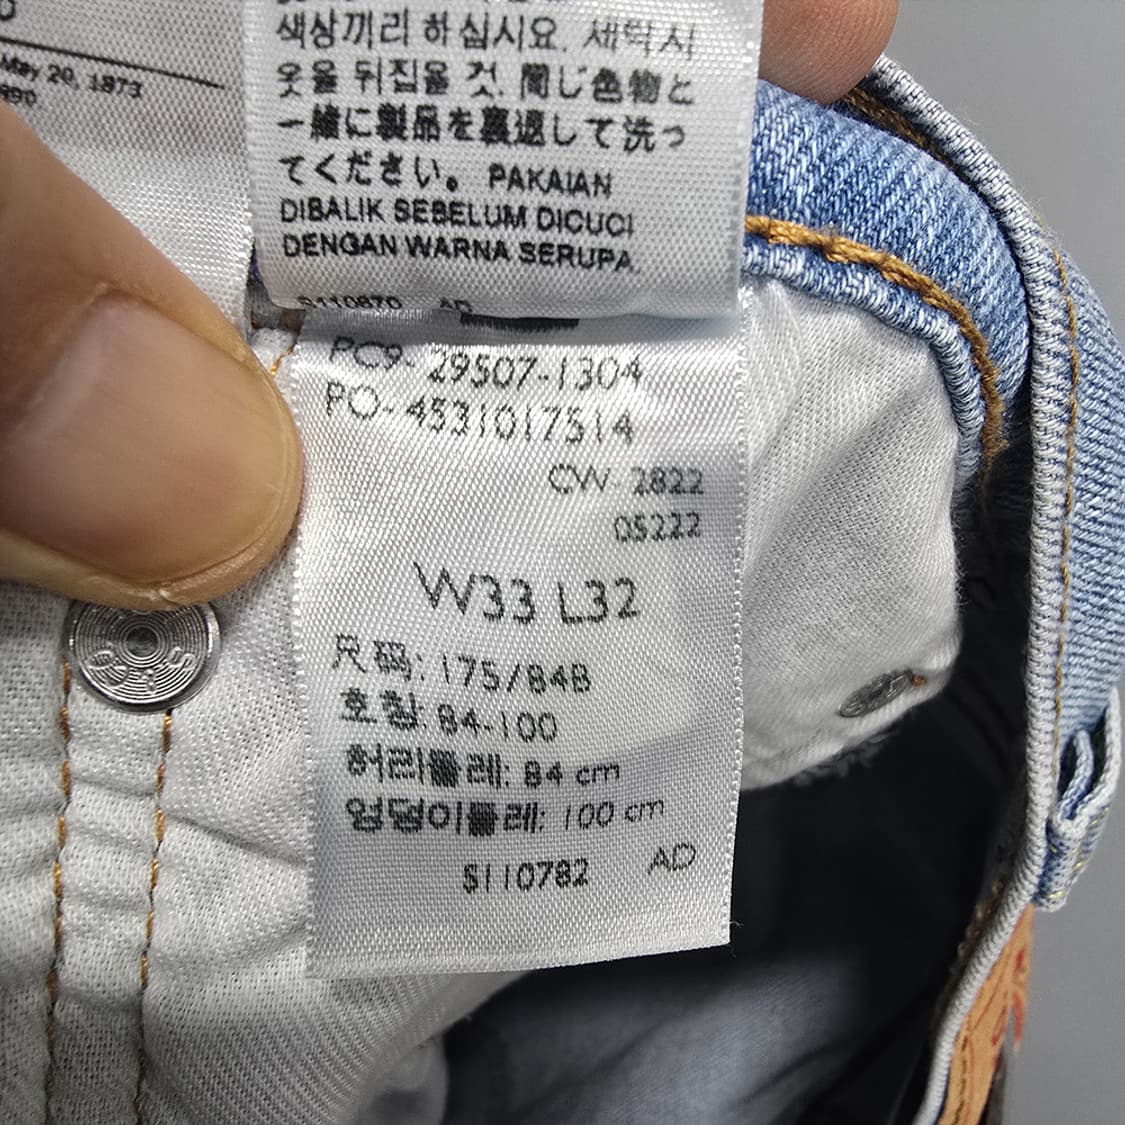 May 20, 1873
색상끼리 하십시요. 세탁시
옷을 뒤집을 것. 同じ色物と
一緒に製品を裏返して洗っ
てください。 PAKAIAN
DIBALIK SEBELUM DICUCI
DENGAN WARNA SERUPA.
S110870 AD
PC9- 29507-1304
PO- 4531017514
CW- 2822
05222
W33 L32
尺码: 175/84B
호칭: 84-100
허리둘레: 84 cm
엉덩이둘레: 100 cm
S110782 AD